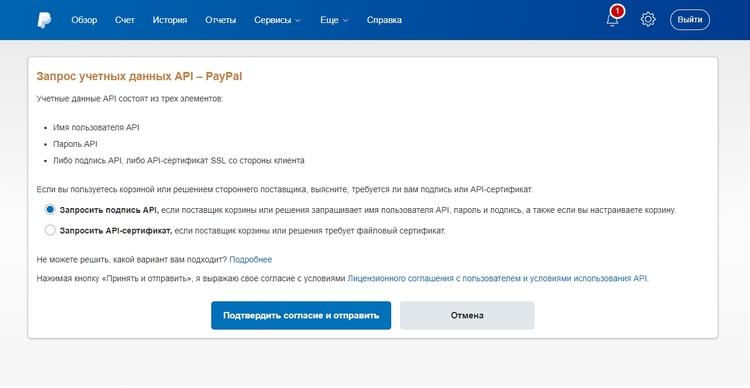 Обзор Счет История Отчеты Сервисы Еще Справка 1 Выйти
Запрос учетных данных API – PayPal
Учетные данные API состоят из трех элементов:
Имя пользователя API
Пароль API
Либо подпись API, либо API-сертификат SSL со стороны клиента
Если вы пользуетесь корзиной или решением стороннего поставщика, выясните, требуется ли вам подпись или API-сертификат.
Запросить подпись API, если поставщик корзины или решения запрашивает имя пользователя API, пароль и подпись, а также если вы настраиваете корзину.
Запросить API-сертификат, если поставщик корзины или решения требует файловый сертификат.
Не можете решить, какой вариант вам подходит? Подробнее
Нажимая кнопку «Принять и отправить», я выражаю свое согласие с условиями Лицензионного соглашения с пользователем и условиями использования API.
Подтвердить согласие и отправить Отмена